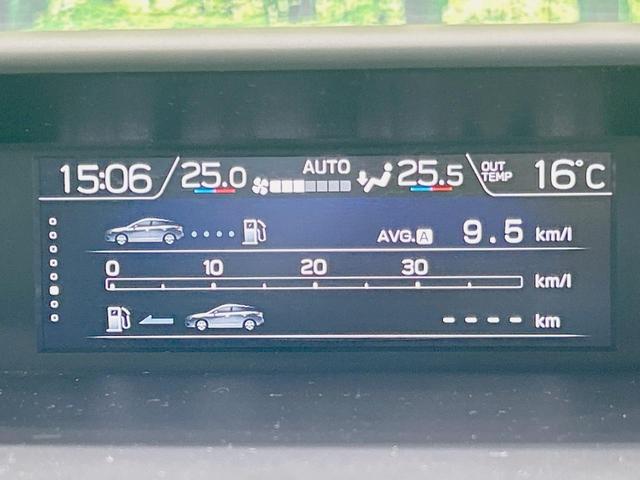 15:06 25.0 AUTO 25.5 OUT TEMP 16°C
AVG. A 9.5 km/l
0 10 20 30
km/l
---- km